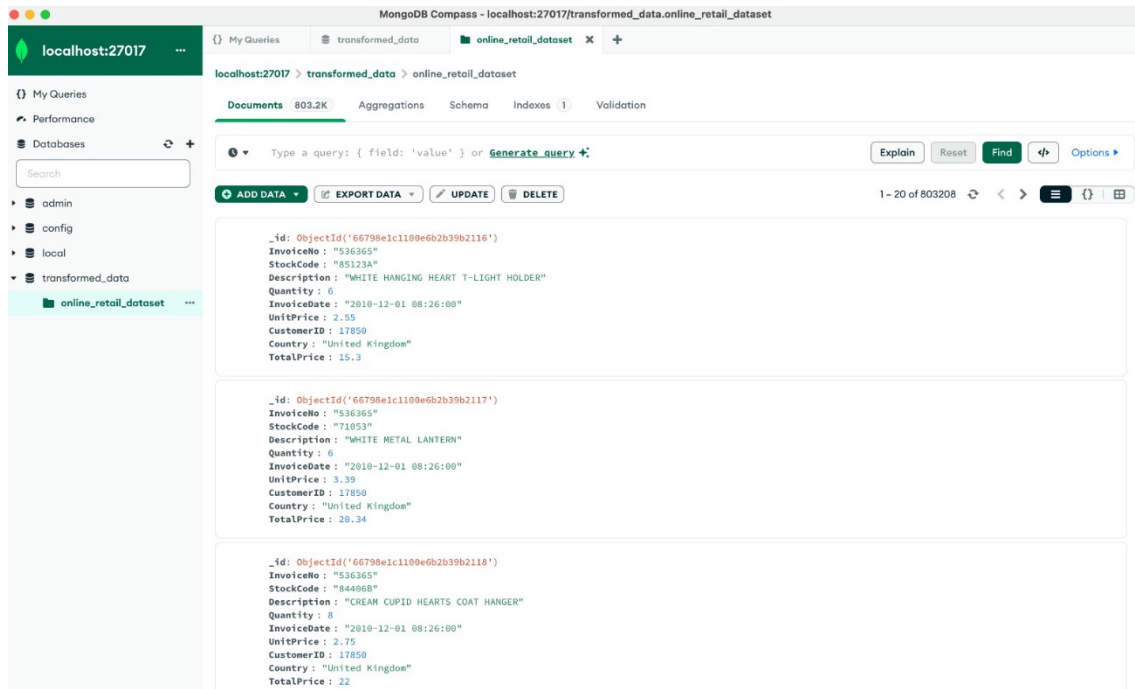 MongoDB Compass - localhost:27017/transformed_data.online_retail_dataset
localhost:27017 ...
{} My Queries
Performance
Databases
Search
admin
config
local
transformed_data
online_retail_dataset ...
{} My Queries transformed_data online_retail_dataset
localhost:27017 > transformed_data > online_retail_dataset
Documents 803.2K Aggregations Schema Indexes 1 Validation
Type a query: { field: 'value' } or Generate query Explain Reset Find </> Options
ADD DATA EXPORT DATA UPDATE DELETE 1 – 20 of 803208 {}
_id: ObjectId('66798e1c1100e6b2b39b2116')
InvoiceNo : "536365"
StockCode : "85123A"
Description : "WHITE HANGING HEART T-LIGHT HOLDER"
Quantity : 6
InvoiceDate : "2010-12-01 08:26:00"
UnitPrice : 2.55
CustomerID : 17850
Country : "United Kingdom"
TotalPrice : 15.3
_id: ObjectId('66798e1c1100e6b2b39b2117')
InvoiceNo : "536365"
StockCode : "71053"
Description : "WHITE METAL LANTERN"
Quantity : 6
InvoiceDate : "2010-12-01 08:26:00"
UnitPrice : 3.39
CustomerID : 17850
Country : "United Kingdom"
TotalPrice : 20.34
_id: ObjectId('66798e1c1100e6b2b39b2118')
InvoiceNo : "536365"
StockCode : "84406B"
Description : "CREAM CUPID HEARTS COAT HANGER"
Quantity : 8
InvoiceDate : "2010-12-01 08:26:00"
UnitPrice : 2.75
CustomerID : 17850
Country : "United Kingdom"
TotalPrice : 22